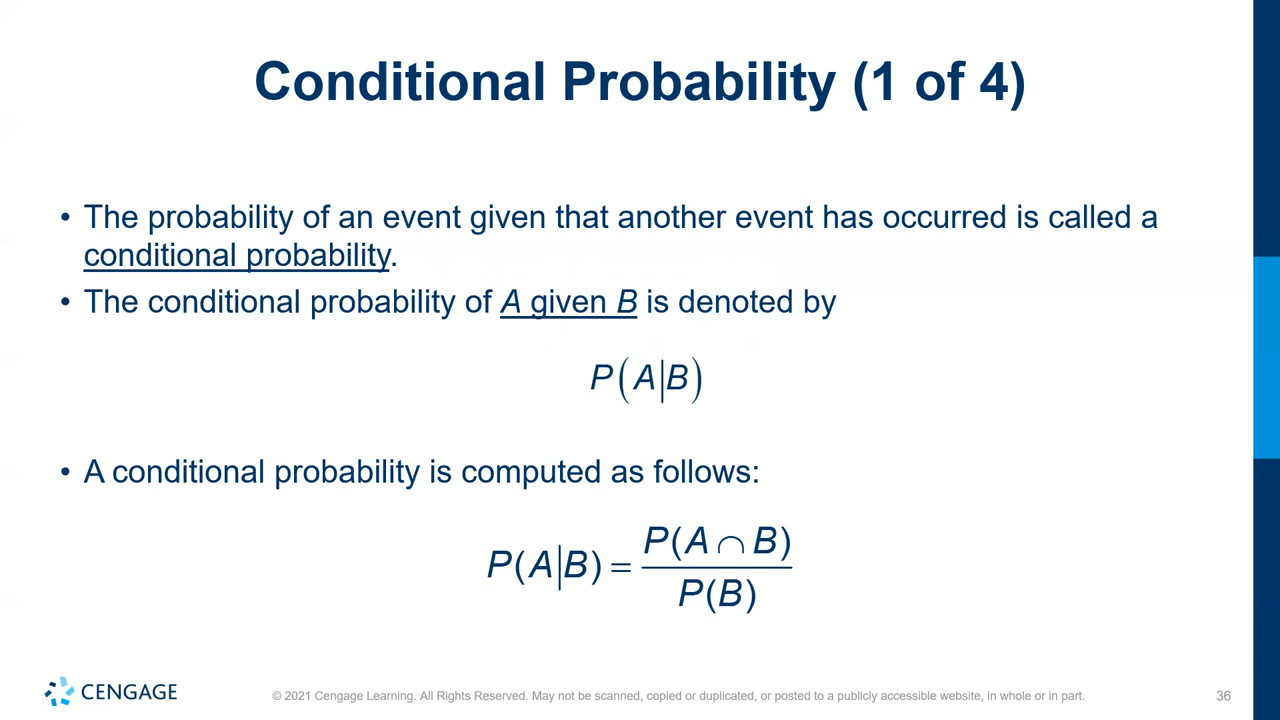 Conditional Probability (1 of 4)
• The probability of an event given that another event has occurred is called a
conditional probability.
• The conditional probability of A given B is denoted by
P(A|B)
• A conditional probability is computed as follows:
P(A|B) = P(A ∩ B) / P(B)
CENGAGE
© 2021 Cengage Learning. All Rights Reserved. May not be scanned, copied or duplicated, or posted to a publicly accessible website, in whole or in part.
36